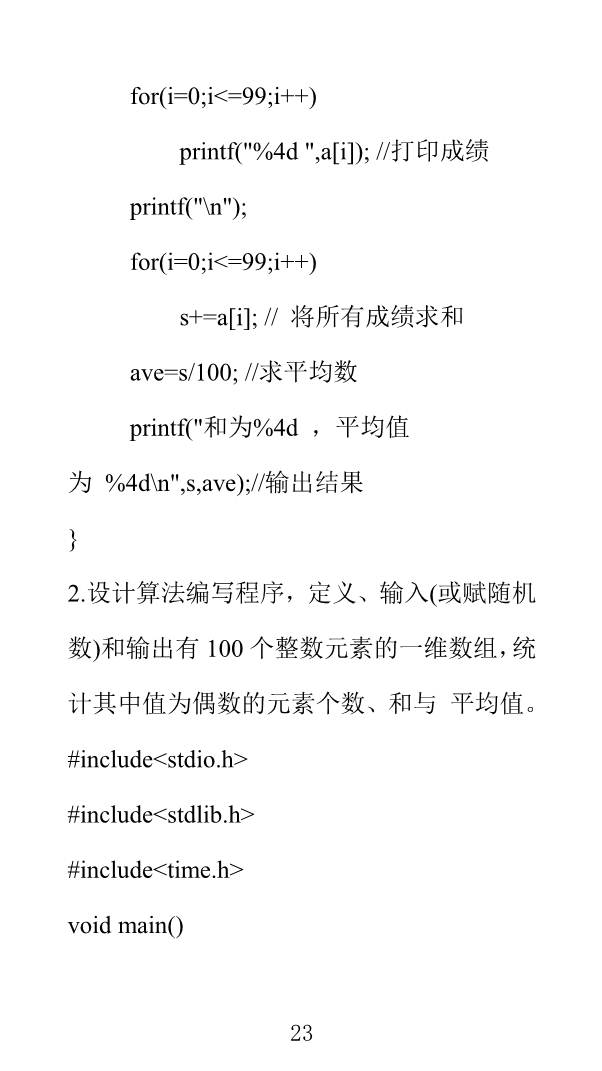 for(i=0;i<=99;i++)
printf("%4d ",a[i]); //打印成绩
printf("\n");
for(i=0;i<=99;i++)
s+=a[i]; // 将所有成绩求和
ave=s/100; //求平均数
printf("和为%4d ，平均值
为 %4d\n",s,ave);//输出结果
}
2.设计算法编写程序，定义、输入(或赋随机
数)和输出有 100 个整数元素的一维数组，统
计其中值为偶数的元素个数、和与 平均值。
#include<stdio.h>
#include<stdlib.h>
#include<time.h>
void main()
23